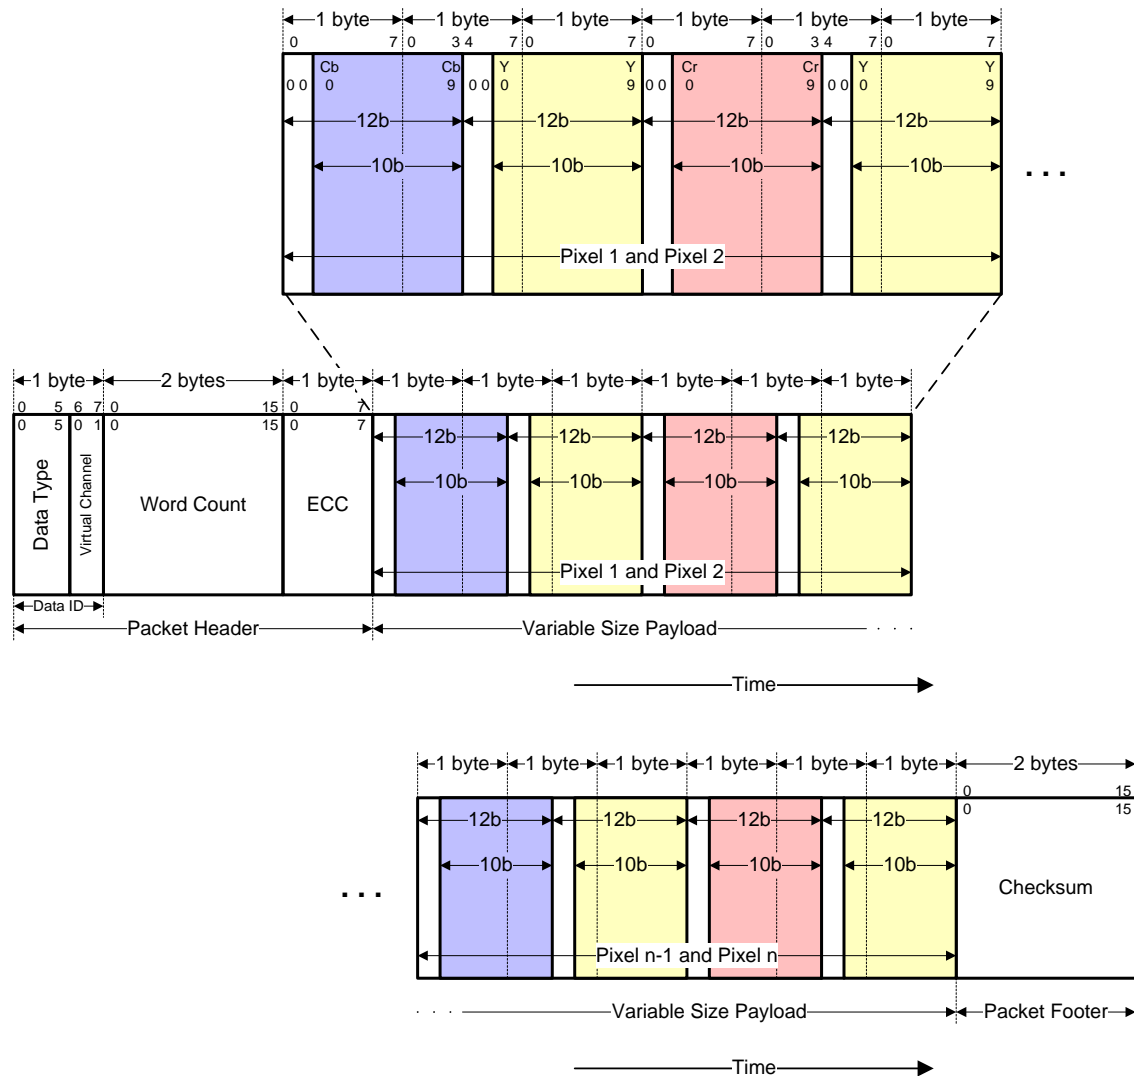 1 byte 1 byte 1 byte 1 byte 1 byte 1 byte
0 7 0 3 4 7 0 7 0 7 0 3 4 7 0 7
Cb Cb Y Y Cr Cr Y Y
0 0 0 9 0 0 0 9 0 0 0 9 0 0 0 9
12b 12b 12b 12b
10b 10b 10b 10b
. . .
Pixel 1 and Pixel 2
1 byte 2 bytes 1 byte 1 byte 1 byte 1 byte 1 byte 1 byte 1 byte
0 5 6 7 0 15 0 7
0 5 0 1 0 15 0 7
12b 12b 12b 12b
10b 10b 10b 10b
Data Type
Virtual Channel
Word Count
ECC
Pixel 1 and Pixel 2
Data ID
Packet Header Variable Size Payload . . .
Time
1 byte 1 byte 1 byte 1 byte 1 byte 1 byte 2 bytes
0 15
0 15
12b 12b 12b 12b
10b 10b 10b 10b
. . .
Checksum
Pixel n-1 and Pixel n
. . . Variable Size Payload Packet Footer
Time